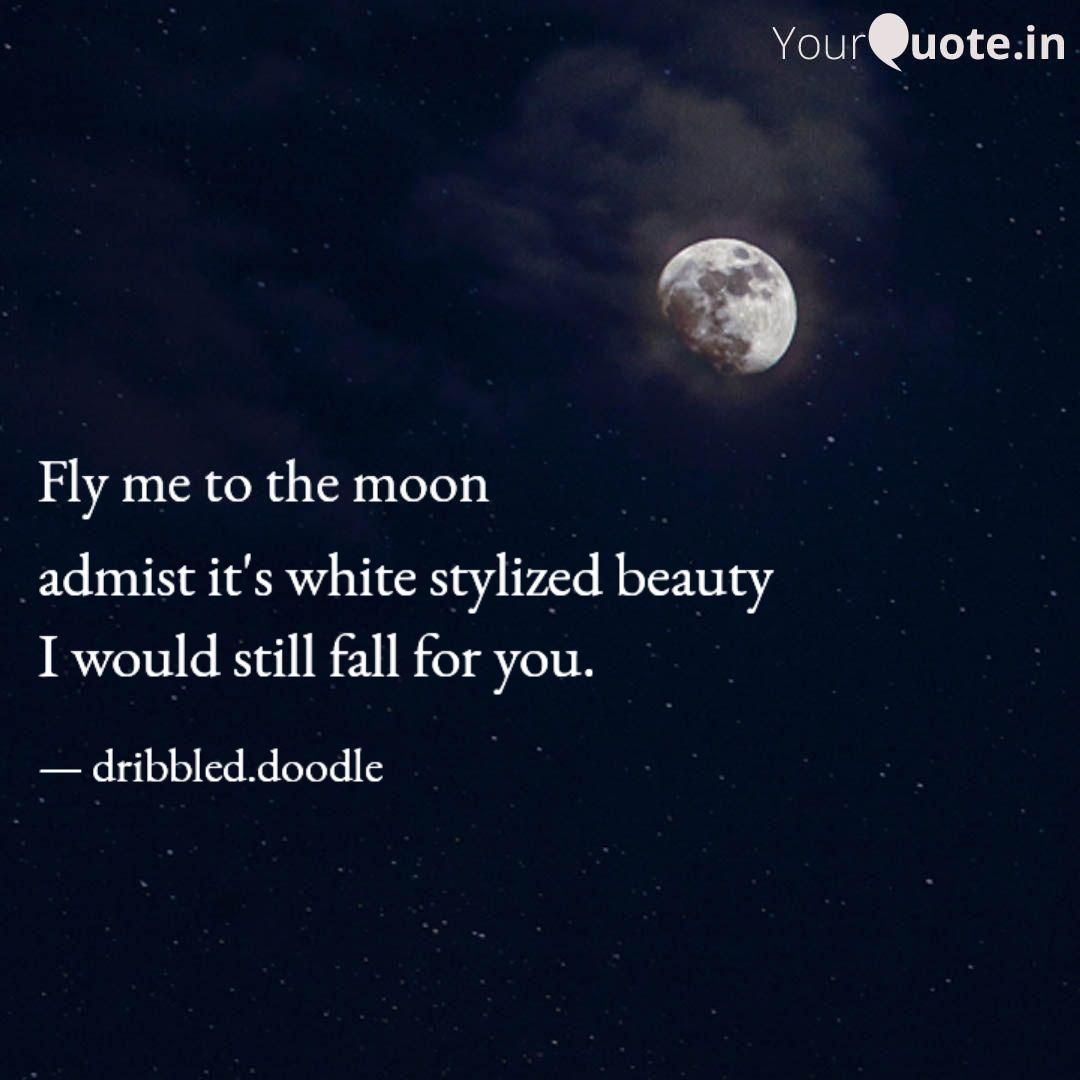 YourQuote.in
Fly me to the moon
admist it's white stylized beauty
I would still fall for you.
— dribbled.doodle